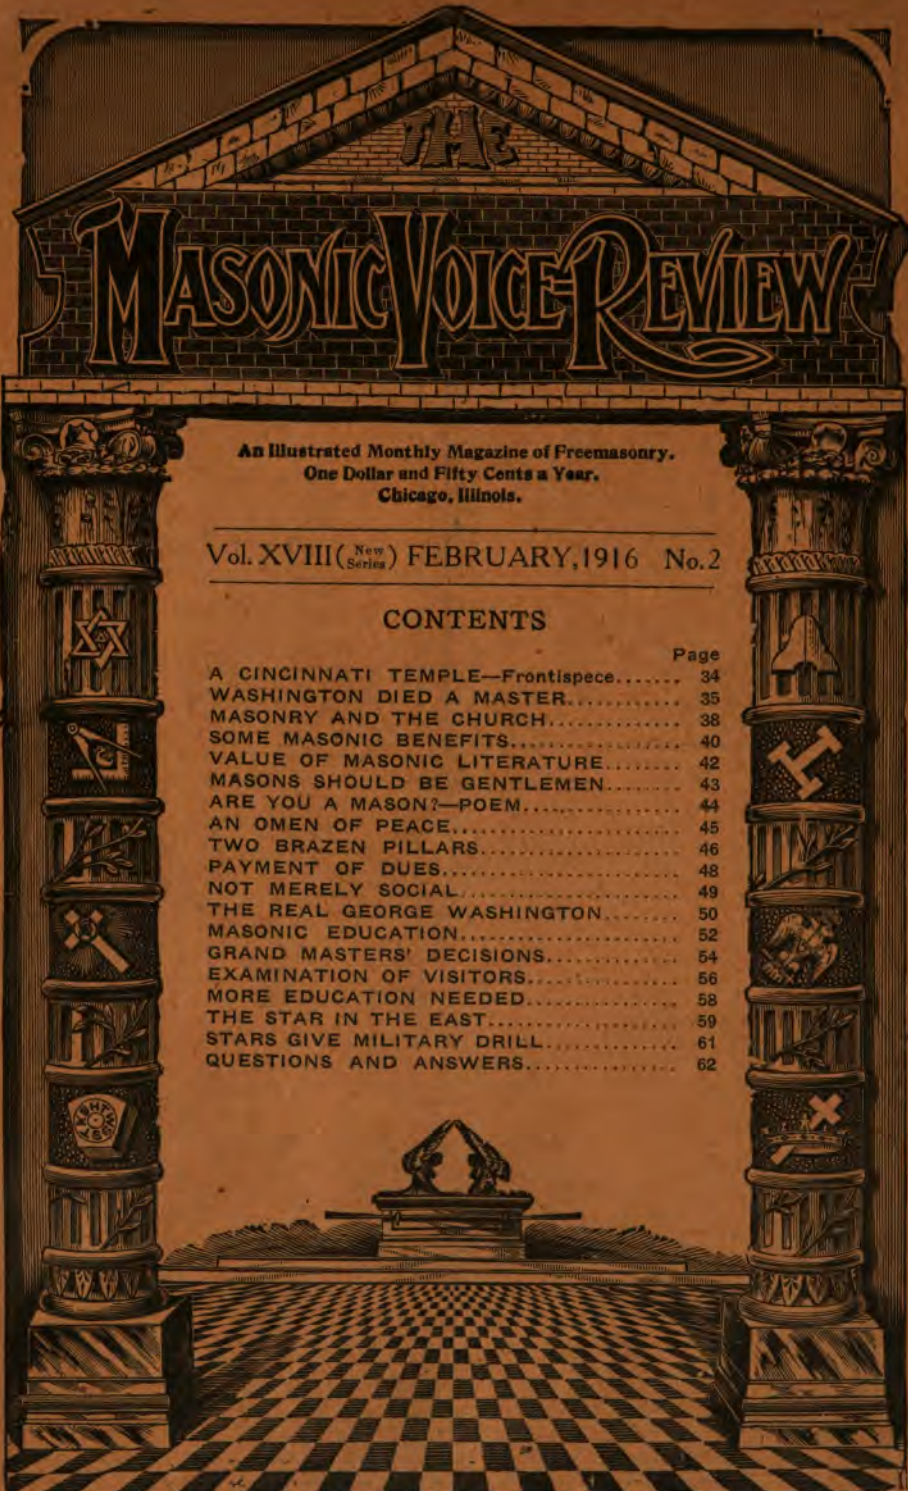 THE
MASONIC VOICE-REVIEW
An Illustrated Monthly Magazine of Freemasonry.
One Dollar and Fifty Cents a Year.
Chicago, Illinois.
Vol. XVIII (New Series) FEBRUARY, 1916 No. 2
CONTENTS
Page
A CINCINNATI TEMPLE—Frontispece....... 34
WASHINGTON DIED A MASTER............ 35
MASONRY AND THE CHURCH.............. 38
SOME MASONIC BENEFITS.................. 40
VALUE OF MASONIC LITERATURE........ 42
MASONS SHOULD BE GENTLEMEN........ 43
ARE YOU A MASON?—POEM................ 44
AN OMEN OF PEACE....................... 45
TWO BRAZEN PILLARS.................... 46
PAYMENT OF DUES........................ 48
NOT MERELY SOCIAL...................... 49
THE REAL GEORGE WASHINGTON........ 50
MASONIC EDUCATION...................... 52
GRAND MASTERS' DECISIONS.............. 54
EXAMINATION OF VISITORS............... 56
MORE EDUCATION NEEDED................ 58
THE STAR IN THE EAST.................... 59
STARS GIVE MILITARY DRILL.............. 61
QUESTIONS AND ANSWERS................ 62
HTWSSTKS